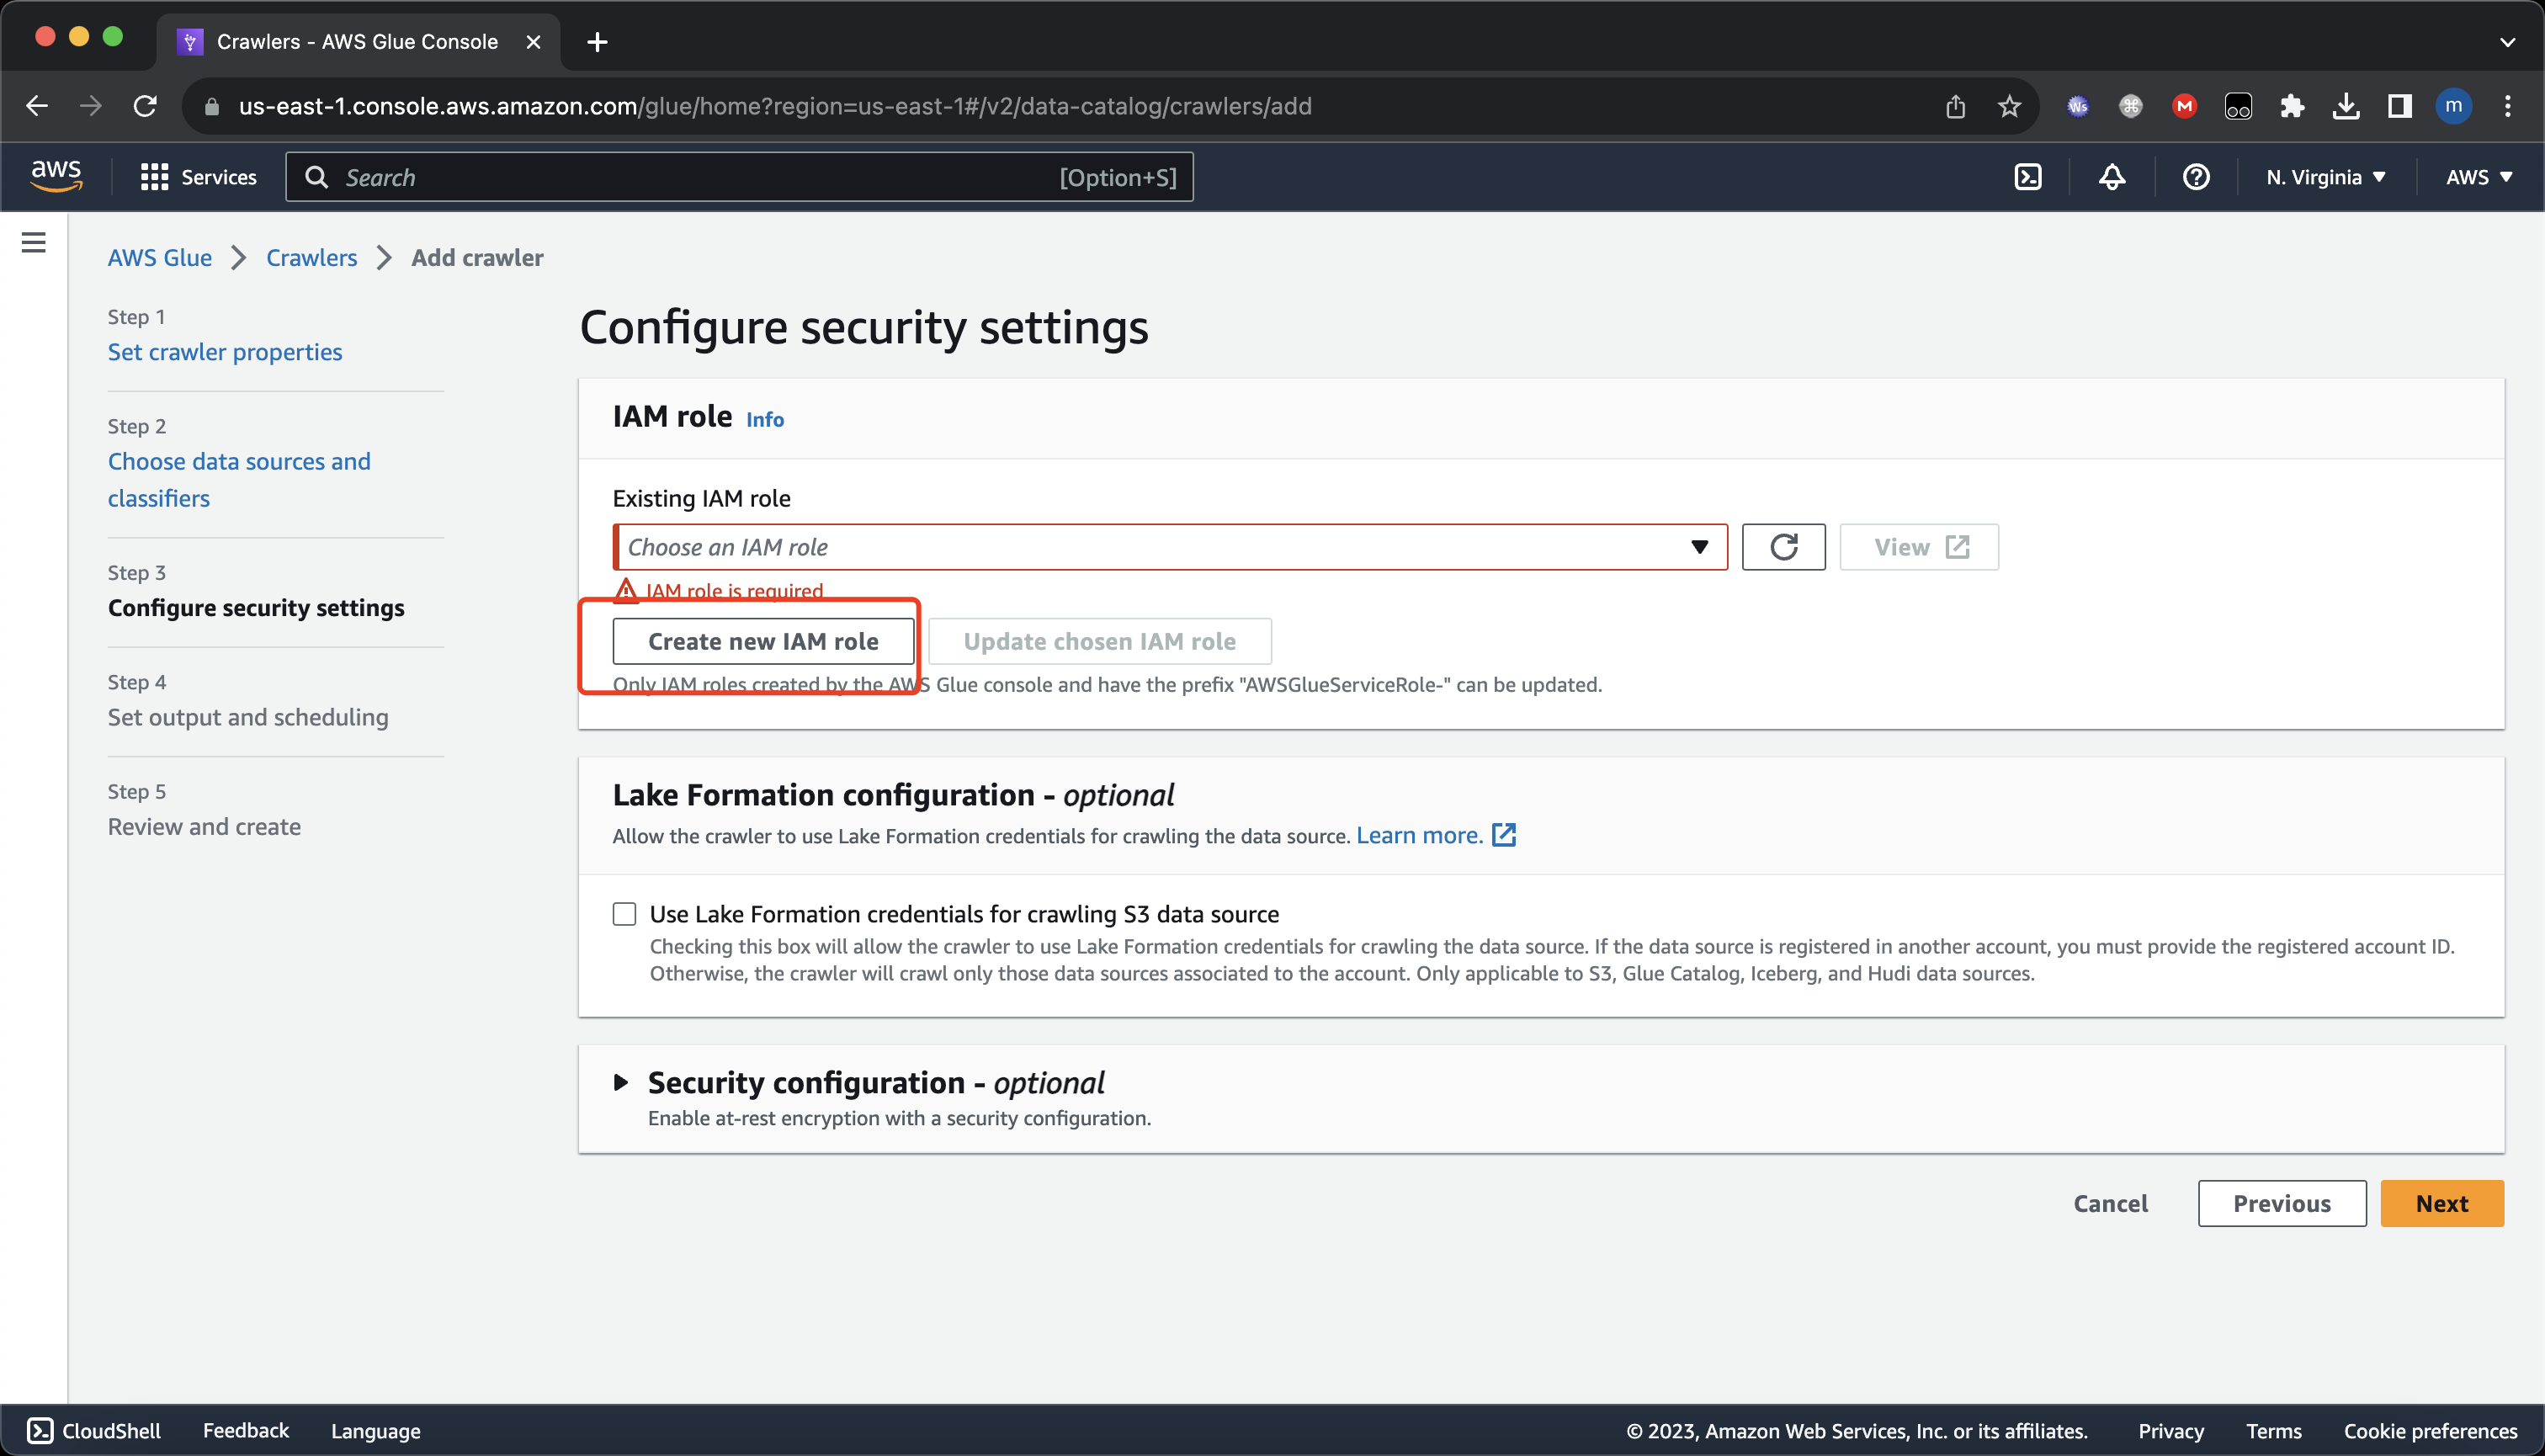 Crawlers - AWS Glue Console
us-east-1.console.aws.amazon.com/glue/home?region=us-east-1#/v2/data-catalog/crawlers/add
Ws
M
m
aws
Services
Search
[Option+S]
N. Virginia
AWS
AWS Glue
Crawlers
Add crawler
Step 1
Set crawler properties
Step 2
Choose data sources and
classifiers
Step 3
Configure security settings
Step 4
Set output and scheduling
Step 5
Review and create
Configure security settings
IAM role Info
Existing IAM role
Choose an IAM role
View
IAM role is required
Create new IAM role
Update chosen IAM role
Only IAM roles created by the AWS Glue console and have the prefix "AWSGlueServiceRole-" can be updated.
Lake Formation configuration - optional
Allow the crawler to use Lake Formation credentials for crawling the data source. Learn more.
Use Lake Formation credentials for crawling S3 data source
Checking this box will allow the crawler to use Lake Formation credentials for crawling the data source. If the data source is registered in another account, you must provide the registered account ID.
Otherwise, the crawler will crawl only those data sources associated to the account. Only applicable to S3, Glue Catalog, Iceberg, and Hudi data sources.
Security configuration - optional
Enable at-rest encryption with a security configuration.
Cancel
Previous
Next
CloudShell
Feedback
Language
© 2023, Amazon Web Services, Inc. or its affiliates.
Privacy
Terms
Cookie preferences